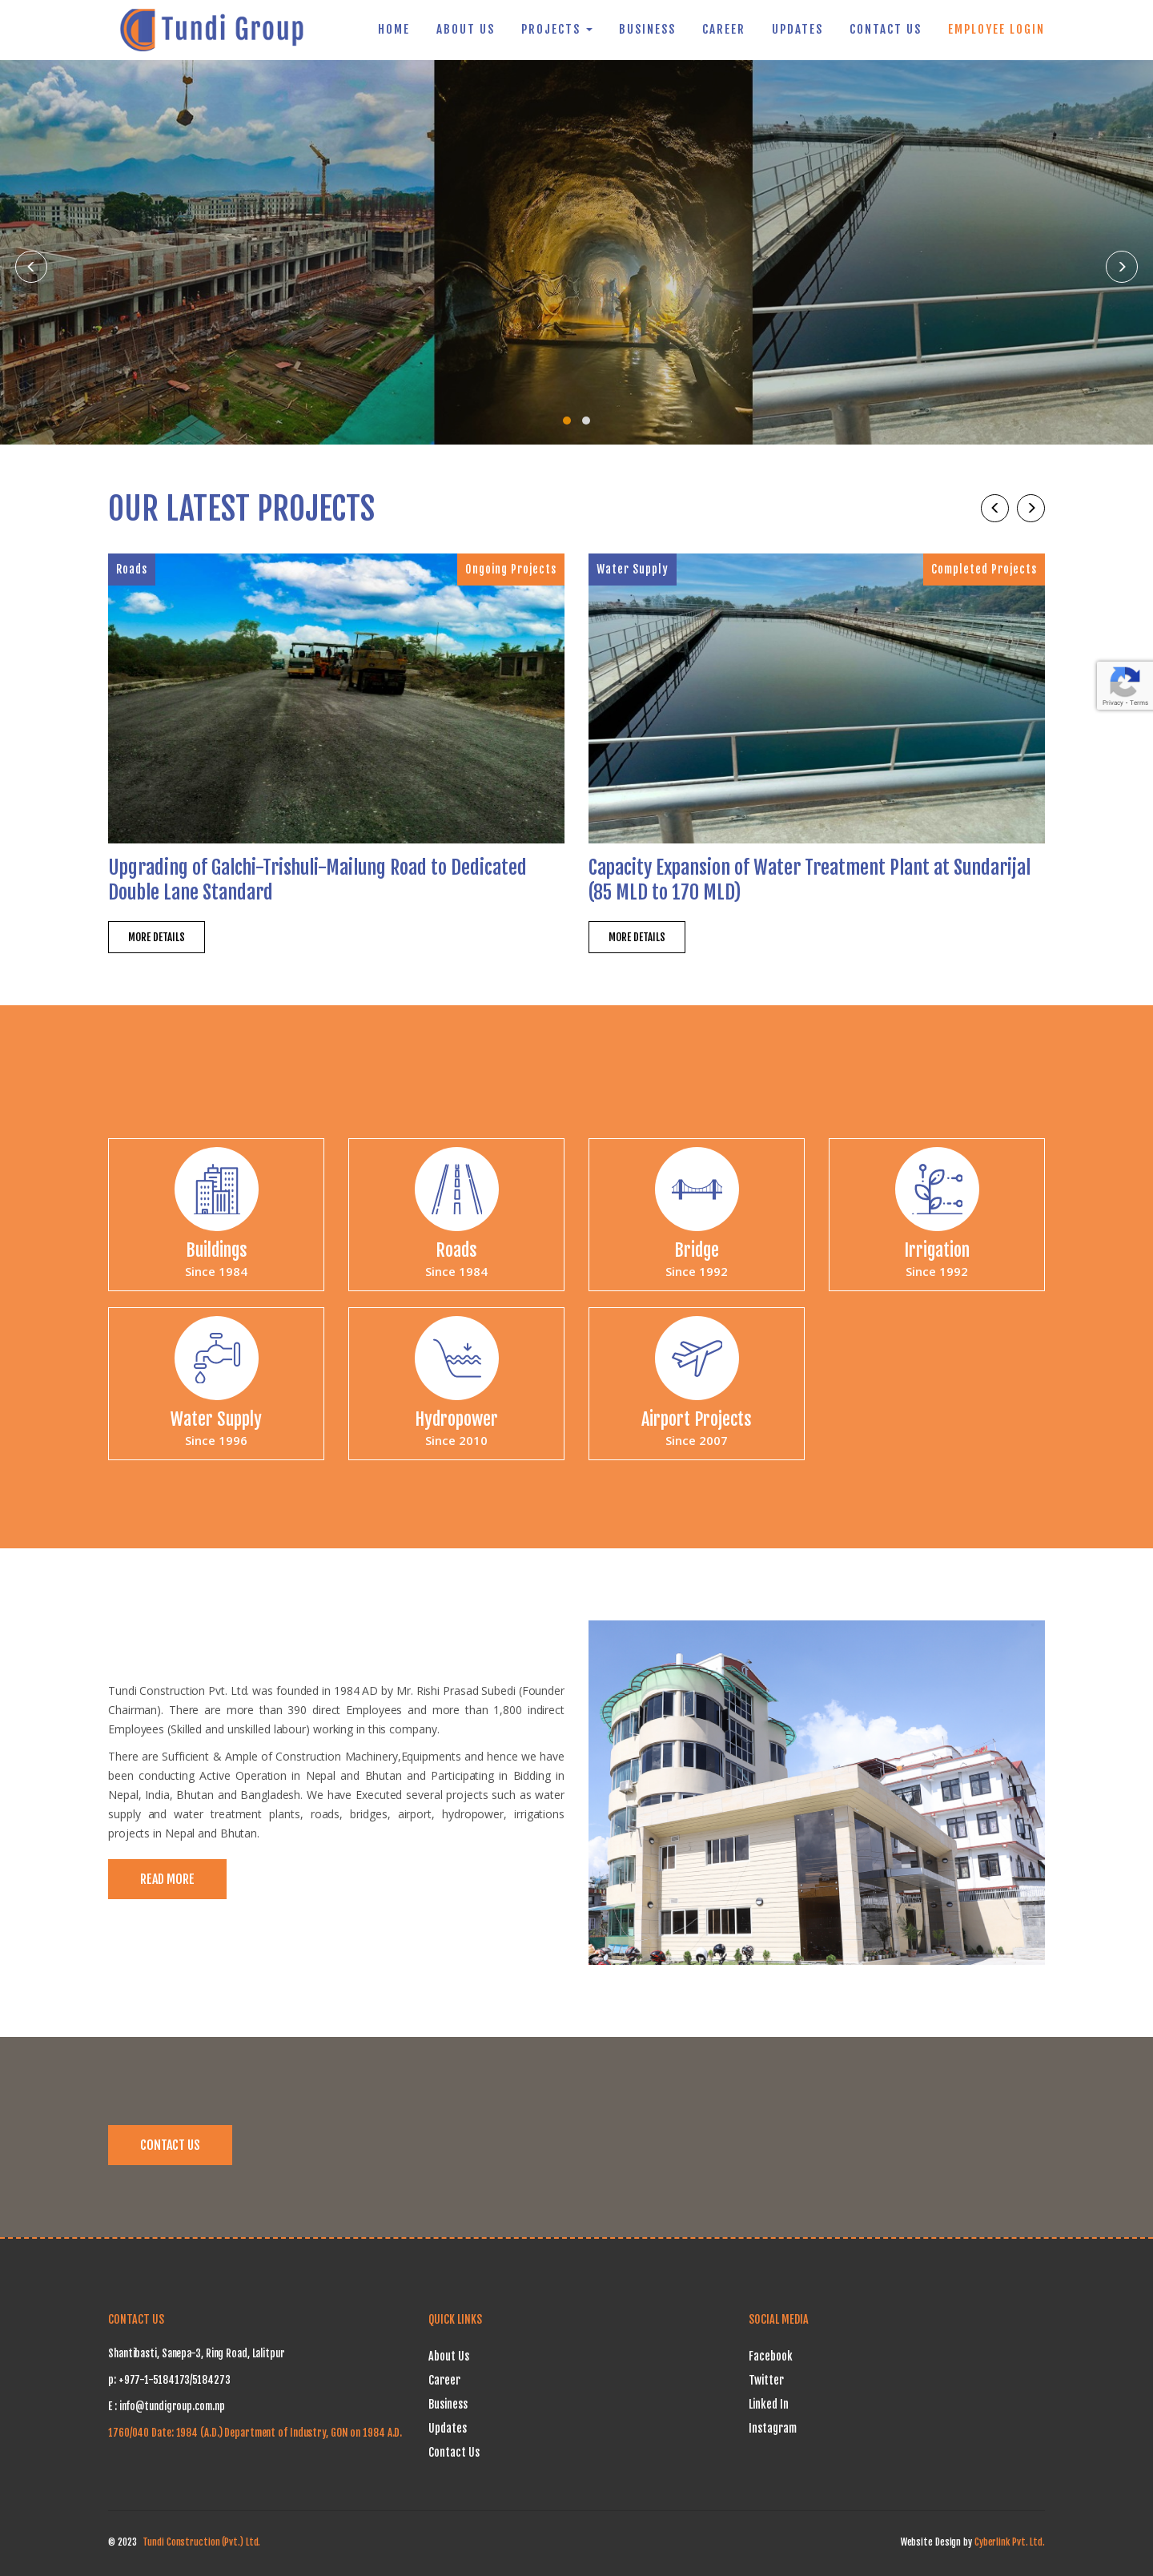 Tundi Group
HOME
ABOUT US
PROJECTS
BUSINESS
CAREER
UPDATES
CONTACT US
EMPLOYEE LOGIN
OUR LATEST PROJECTS
Roads
Ongoing Projects
Water Supply
Completed Projects
Privacy - Terms
Upgrading of Galchi-Trishuli-Mailung Road to Dedicated
Double Lane Standard
MORE DETAILS
Capacity Expansion of Water Treatment Plant at Sundarijal
(85 MLD to 170 MLD)
MORE DETAILS
Buildings
Since 1984
Roads
Since 1984
Bridge
Since 1992
Irrigation
Since 1992
Water Supply
Since 1996
Hydropower
Since 2010
Airport Projects
Since 2007
Tundi Construction Pvt. Ltd. was founded in 1984 AD by Mr. Rishi Prasad Subedi (Founder
Chairman). There are more than 390 direct Employees and more than 1,800 indirect
Employees (Skilled and unskilled labour) working in this company.
There are Sufficient & Ample of Construction Machinery,Equipments and hence we have
been conducting Active Operation in Nepal and Bhutan and Participating in Bidding in
Nepal, India, Bhutan and Bangladesh. We have Executed several projects such as water
supply and water treatment plants, roads, bridges, airport, hydropower, irrigations
projects in Nepal and Bhutan.
READ MORE
CONTACT US
CONTACT US
Shantibasti, Sanepa-3, Ring Road, Lalitpur
p: +977-1-5184173/5184273
E : info@tundigroup.com.np
1760/040 Date: 1984 (A.D.) Department of Industry, GON on 1984 A.D.
QUICK LINKS
About Us
Career
Business
Updates
Contact Us
SOCIAL MEDIA
Facebook
Twitter
Linked In
Instagram
© 2023 Tundi Construction (Pvt.) Ltd.
Website Design by Cyberlink Pvt. Ltd.